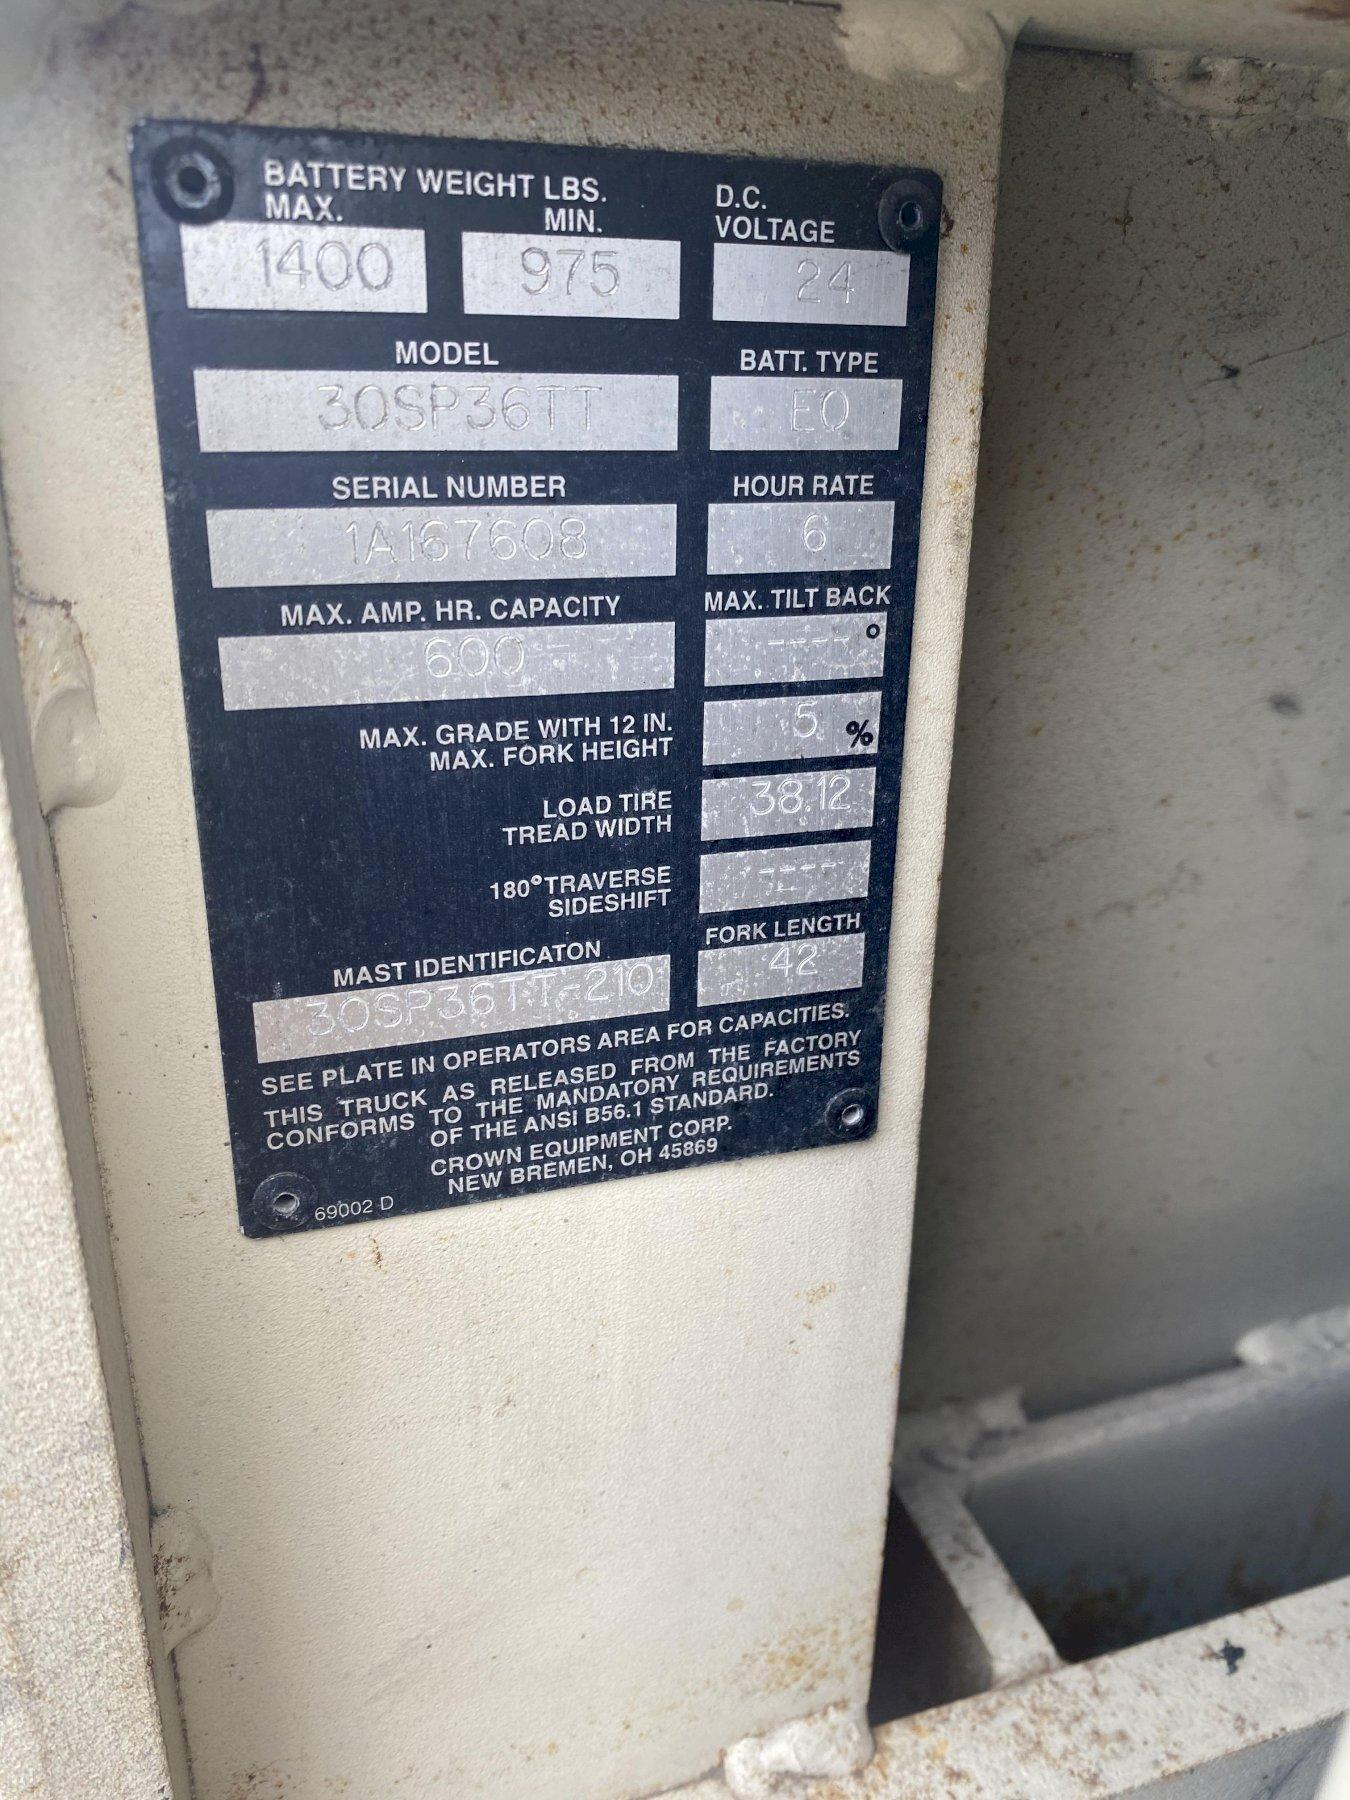 BATTERY WEIGHT LBS.
MAX. MIN. D.C. VOLTAGE
1400 975 24
MODEL BATT. TYPE
30SP36TT EO
SERIAL NUMBER HOUR RATE
1A167608 6
MAX. AMP. HR. CAPACITY MAX. TILT BACK
600 ----°
MAX. GRADE WITH 12 IN.
MAX. FORK HEIGHT 5 %
LOAD TIRE
TREAD WIDTH 38.12
180° TRAVERSE
SIDESHIFT ----
MAST IDENTIFICATON FORK LENGTH
30SP36TT-210 42
SEE PLATE IN OPERATORS AREA FOR CAPACITIES.
THIS TRUCK AS RELEASED FROM THE FACTORY
CONFORMS TO THE MANDATORY REQUIREMENTS
OF THE ANSI B56.1 STANDARD.
CROWN EQUIPMENT CORP.
NEW BREMEN, OH 45869
69002 D